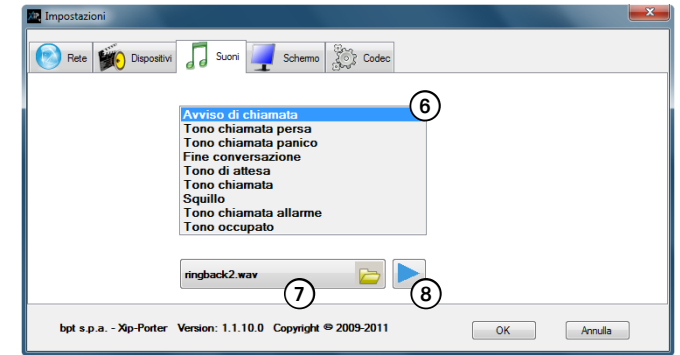 Impostazioni
Rete Dispositivi Suoni Schermo Codec
6
Avviso di chiamata
Tono chiamata persa
Tono chiamata panico
Fine conversazione
Tono di attesa
Tono chiamata
Squillo
Tono chiamata allarme
Tono occupato
ringback2.wav
7 8
bpt s.p.a. - Xip-Porter Version: 1.1.10.0 Copyright © 2009-2011 OK Annulla